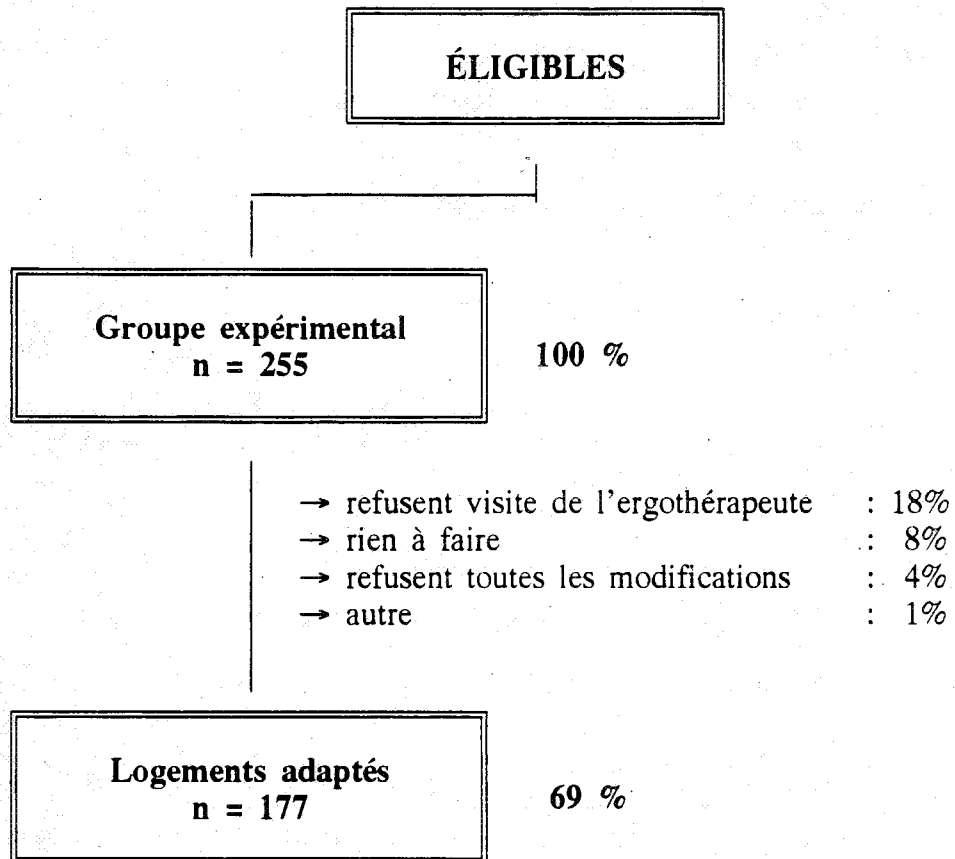 ÉLIGIBLES
Groupe expérimental
n = 255
100 %
→ refusent visite de l'ergothérapeute : 18%
→ rien à faire : 8%
→ refusent toutes les modifications : 4%
→ autre : 1%
Logements adaptés
n = 177
69 %